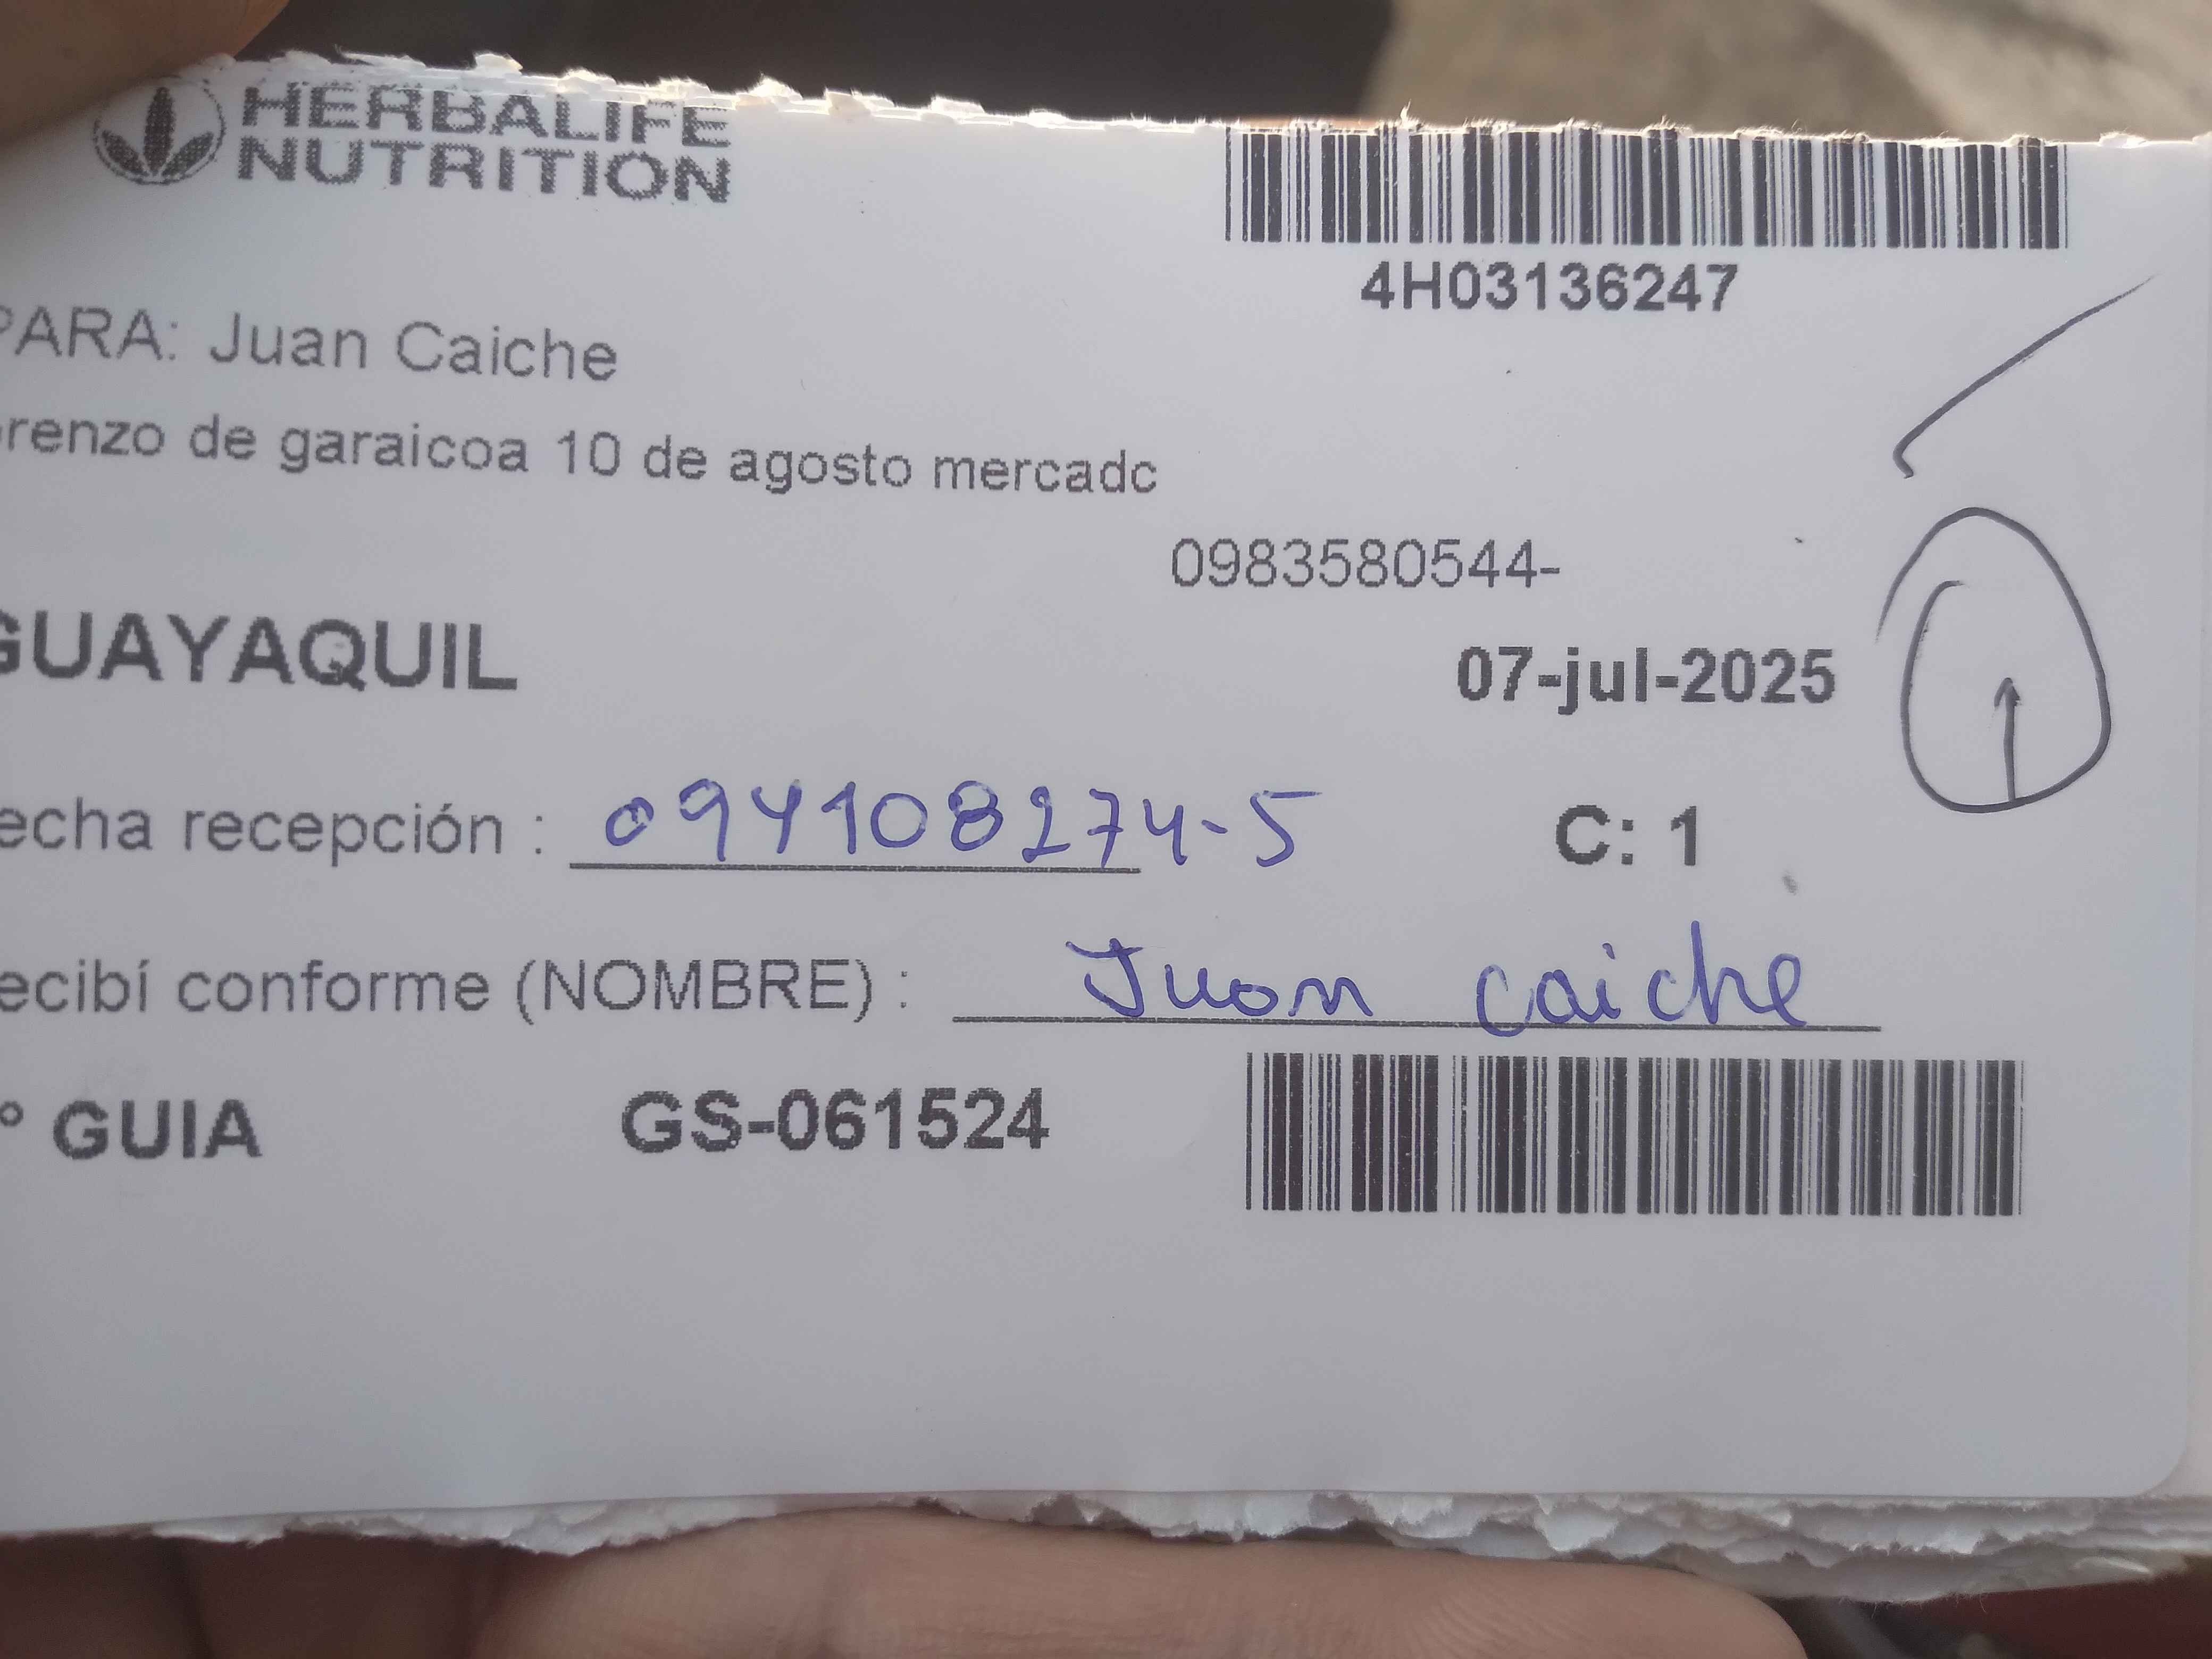 HERBALIFE
NUTRITION
4H03136247
PARA: Juan Caiche
renzo de garaicoa 10 de agosto mercadc
0983580544-
GUAYAQUIL
07-jul-2025
echa recepción : 094108274-5
C: 1
ecibí conforme (NOMBRE) : Juan caiche
° GUIA GS-061524